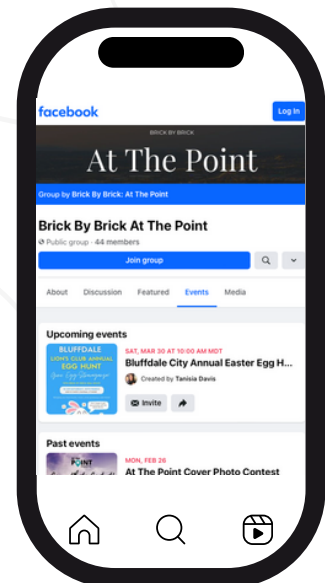 facebook
Log In
BRICK BY BRICK
At The Point
Group by Brick By Brick: At The Point
Brick By Brick At The Point
Public group · 44 members
Join group
About Discussion Featured Events Media
Upcoming events
BLUFFDALE
LION'S CLUB ANNUAL
EGG HUNT
SAT, MAR 30 AT 10:00 AM MDT
Bluffdale City Annual Easter Egg H...
Created by Tanisia Davis
Invite
Past events
POINT
MON, FEB 26
At The Point Cover Photo Contest